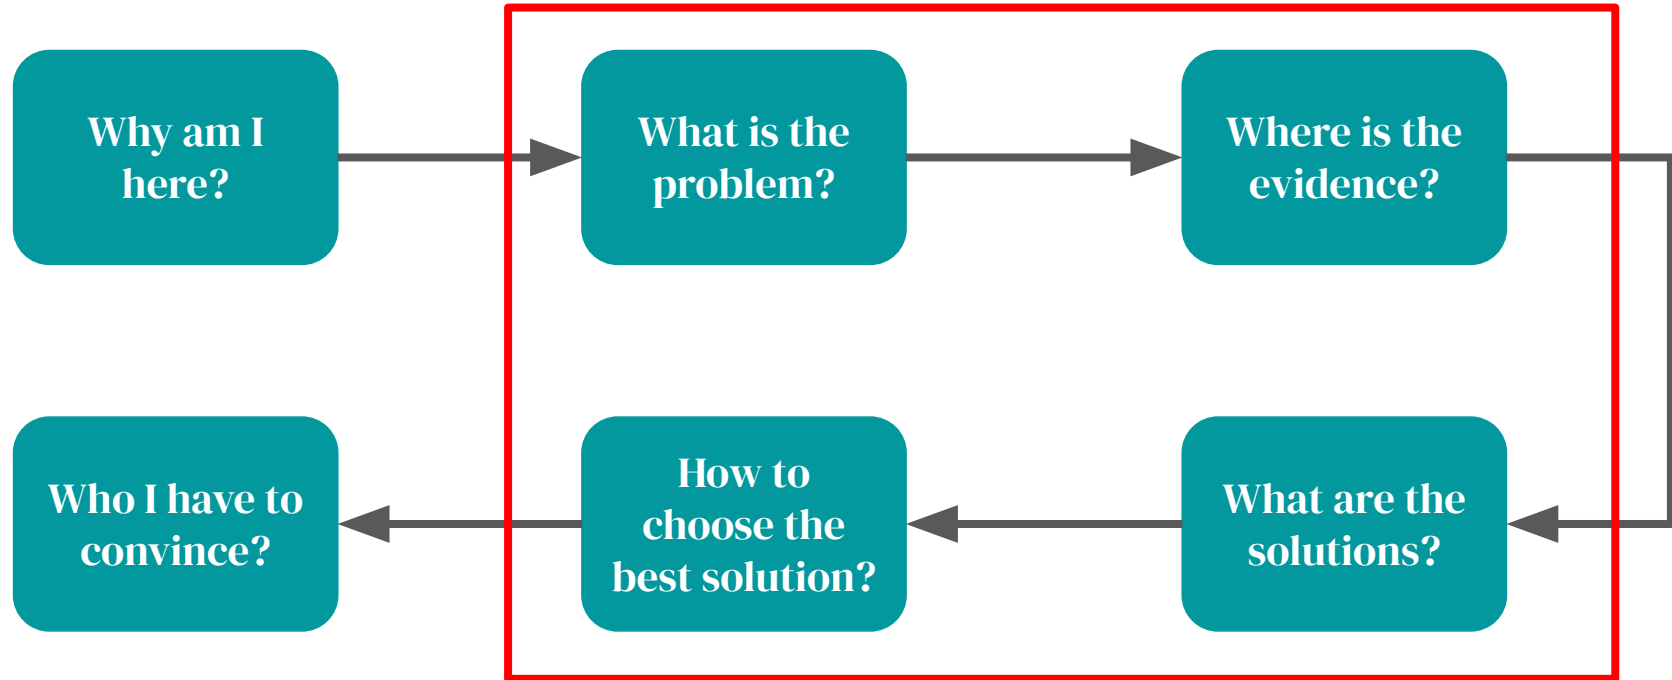 Why am I
here?
What is the
problem?
Where is the
evidence?
What are the
solutions?
How to
choose the
best solution?
Who I have to
convince?